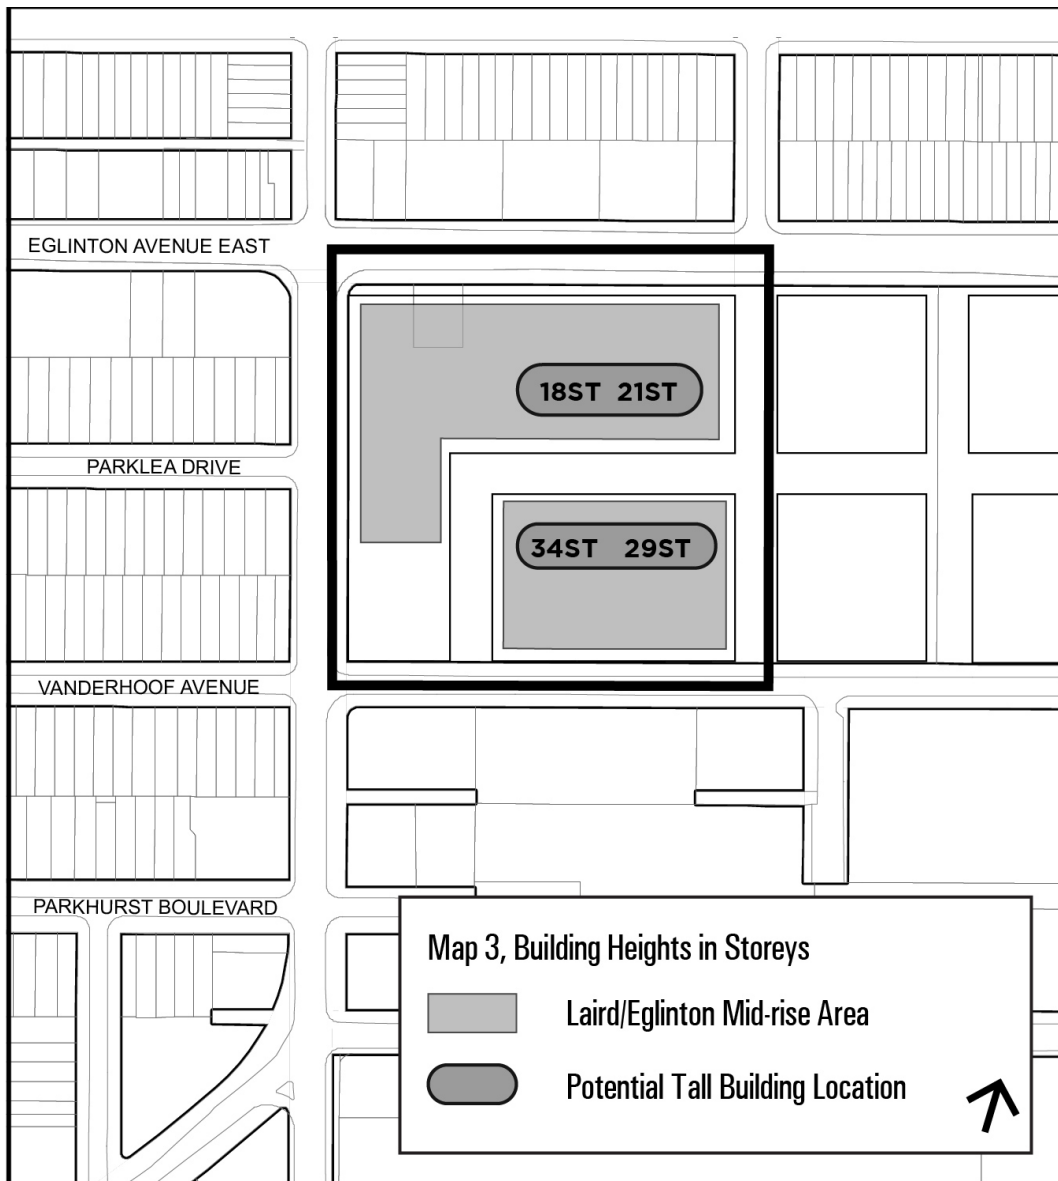 EGLINTON AVENUE EAST
18ST 21ST
PARKLEA DRIVE
34ST 29ST
VANDERHOOF AVENUE
PARKHURST BOULEVARD
Map 3, Building Heights in Storeys
Laird/Eglinton Mid-rise Area
Potential Tall Building Location